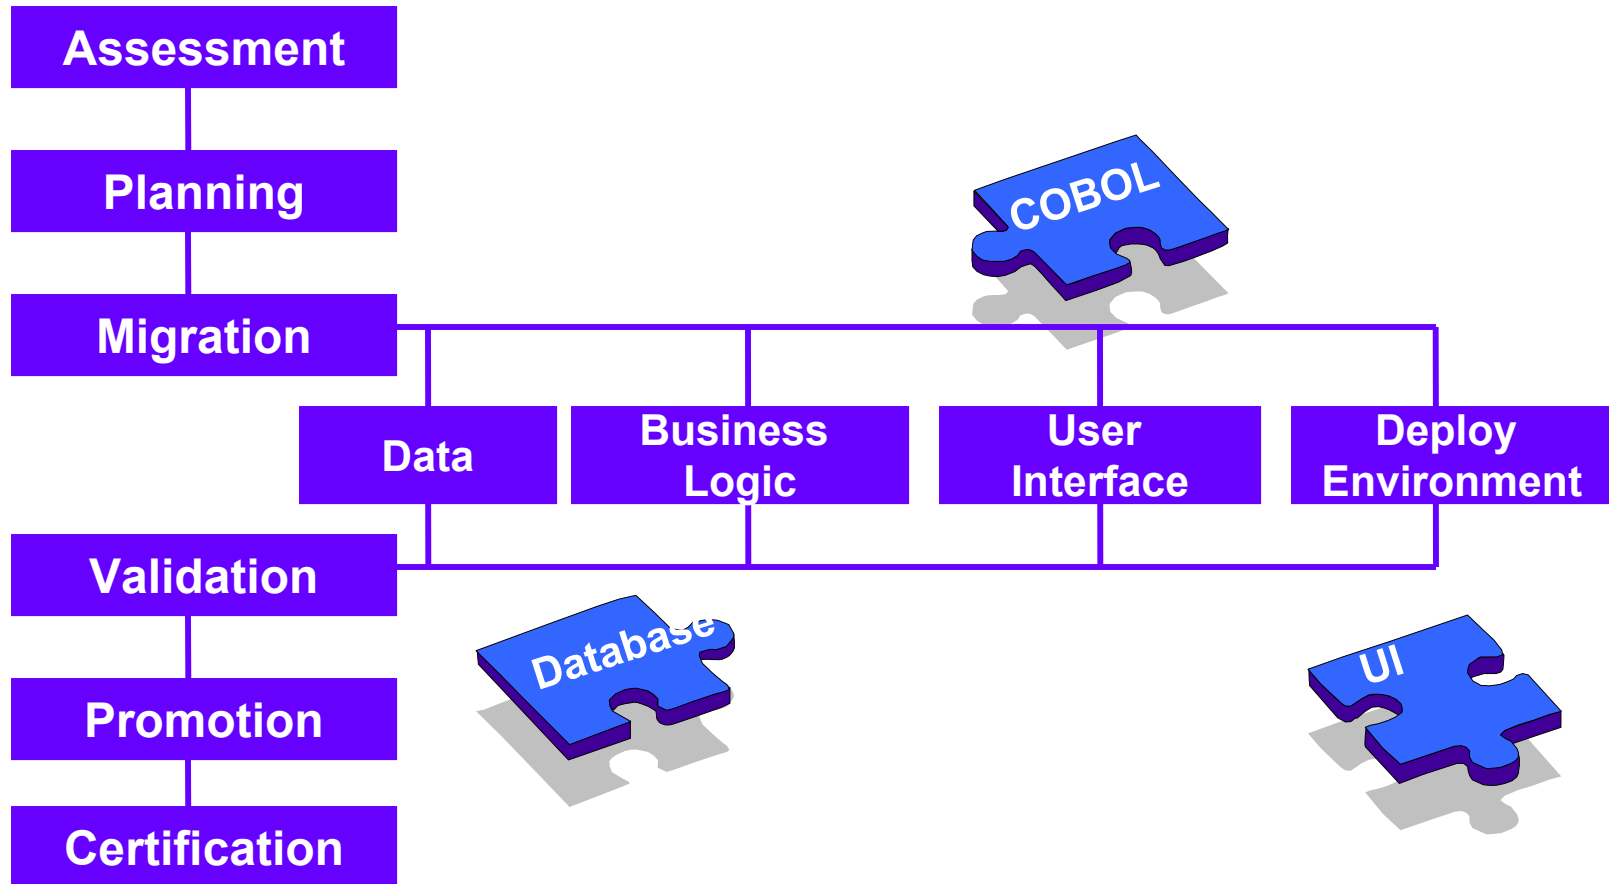 Assessment
Planning
COBOL
Migration
Data
Business
Logic
User
Interface
Deploy
Environment
Validation
Database
UI
Promotion
Certification